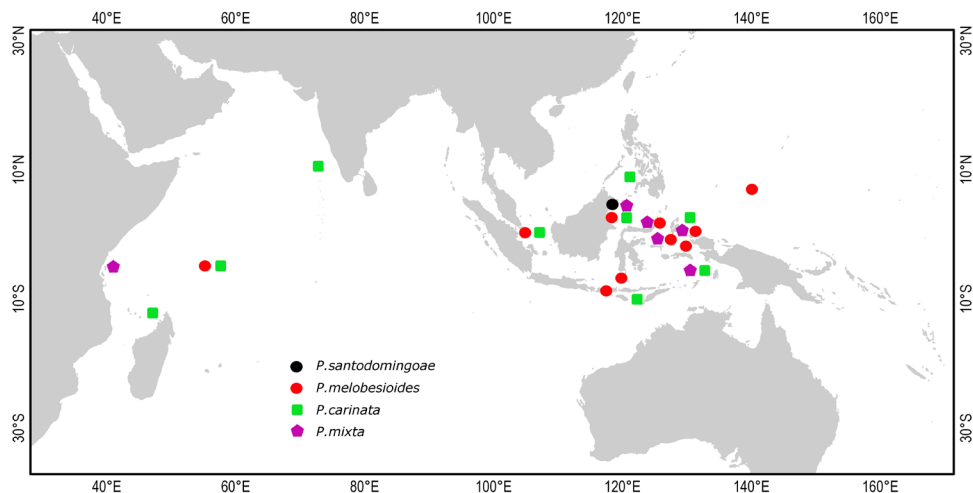 40°E 60°E 80°E 100°E 120°E 140°E 160°E
30°N 30°N
10°N 10°N
10°S 10°S
P.santodomingoae
P.melobesioides
P.carinata
30°S 30°S
P.mixta
40°E 60°E 80°E 100°E 120°E 140°E 160°E